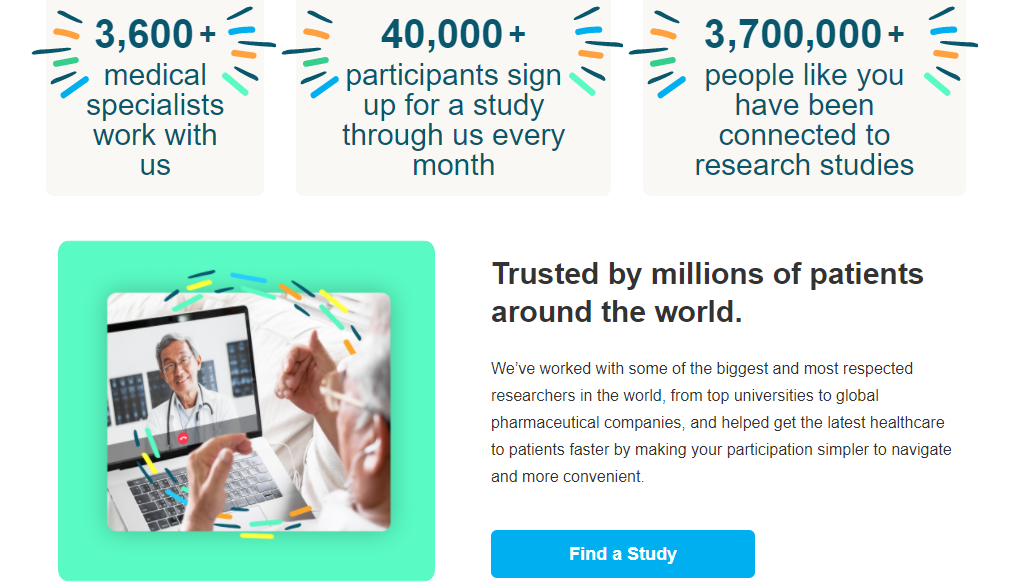 3,600+
medical
specialists
work with
us
40,000+
participants sign
up for a study
through us every
month
3,700,000+
people like you
have been
connected to
research studies
Trusted by millions of patients
around the world.
We’ve worked with some of the biggest and most respected
researchers in the world, from top universities to global
pharmaceutical companies, and helped get the latest healthcare
to patients faster by making your participation simpler to navigate
and more convenient.
Find a Study